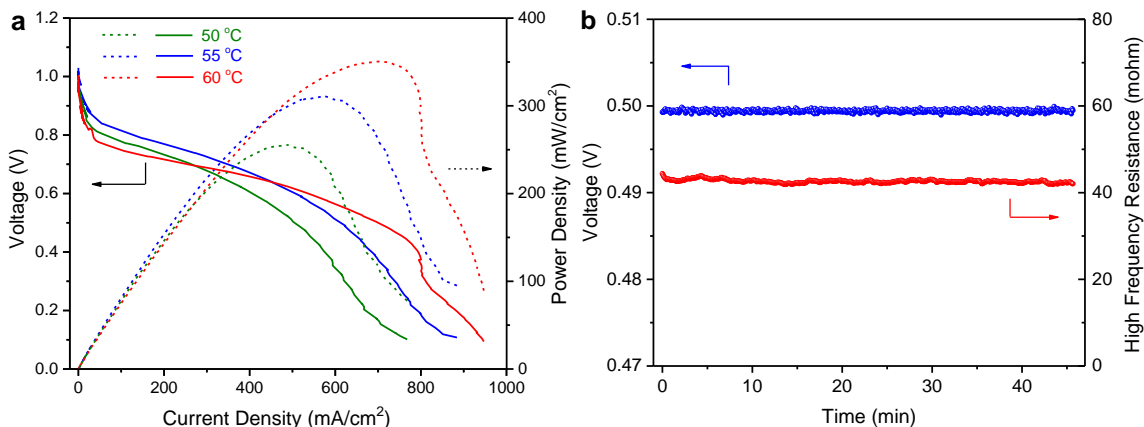 a
1.2
1.0
0.8
0.6
0.4
0.2
0.0
Voltage (V)
50 °C
55 °C
60 °C
400
300
200
100
0
Power Density (mW/cm²)
0 200 400 600 800 1000
Current Density (mA/cm²)
b
0.51
0.50
0.49
0.48
0.47
Voltage (V)
80
60
40
20
0
High Frequency Resistance (mohm)
0 10 20 30 40
Time (min)